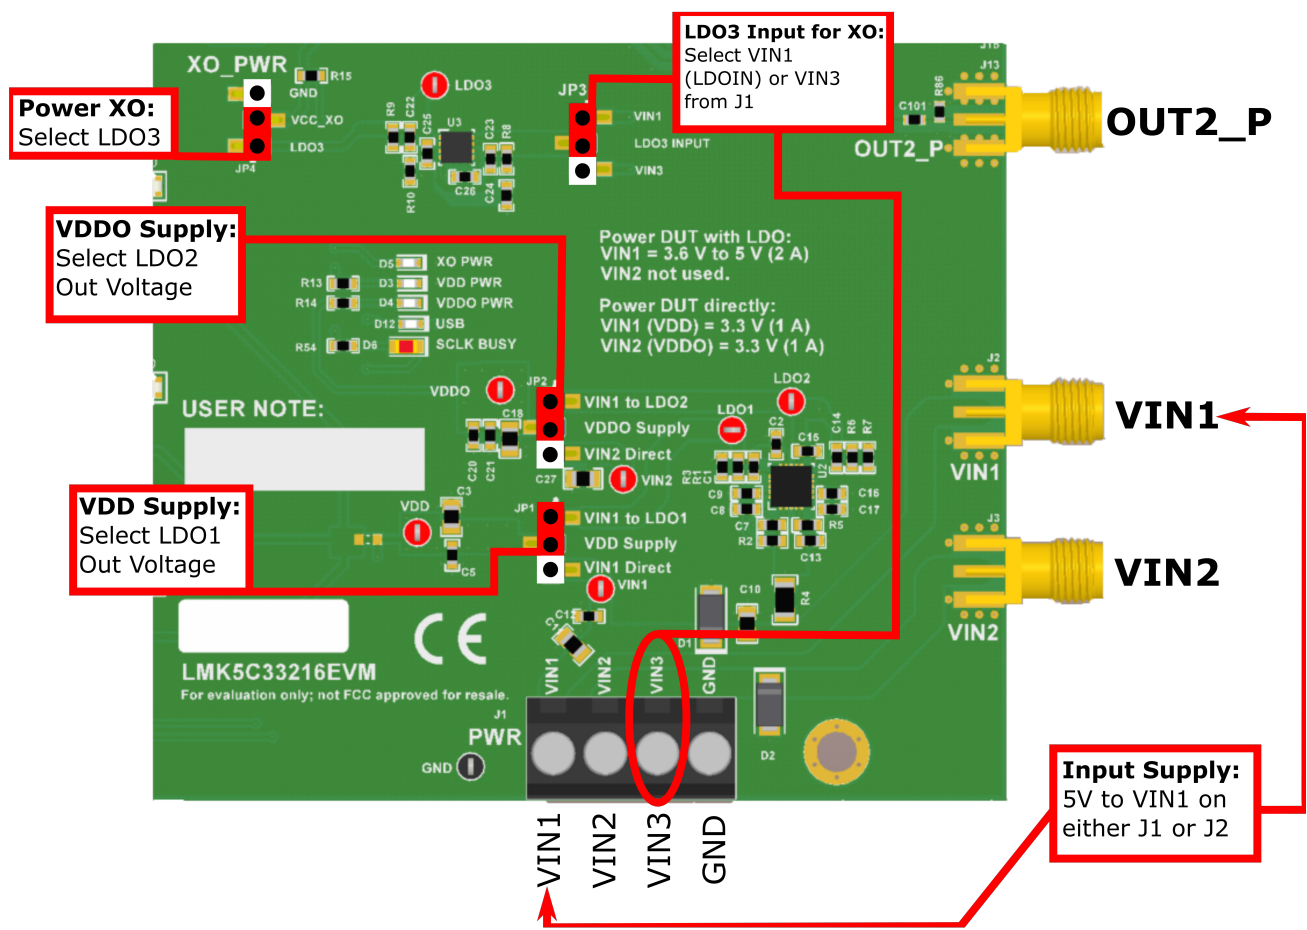 LDO3 Input for XO:
Select VIN1
(LDOIN) or VIN3
from J1
Power XO:
Select LDO3
VDDO Supply:
Select LDO2
Out Voltage
VDD Supply:
Select LDO1
Out Voltage
Input Supply:
5V to VIN1 on
either J1 or J2
OUT2_P
VIN1
VIN2
VIN1
VIN2
VIN3
GND
XO_PWR
R15
GND
VCC_XO
LDO3
JP4
LDO3
R9
C22
C25
U3
C23
R8
R10
C26
C24
JP3
VIN1
LDO3 INPUT
VIN3
J15
J13
R86
C101
OUT2_P
Power DUT with LDO:
VIN1 = 3.6 V to 5 V (2 A)
VIN2 not used.
Power DUT directly:
VIN1 (VDD) = 3.3 V (1 A)
VIN2 (VDDO) = 3.3 V (1 A)
D5
XO PWR
R13
D3
VDD PWR
R14
D4
VDDO PWR
D12
USB
R54
D6
SCLK BUSY
VDDO
JP2
VIN1 to LDO2
VDDO Supply
VIN2 Direct
C18
C20
C21
C27
VIN2
USER NOTE:
LDO2
LDO1
C2
C15
C14
R6
R7
R3
R1
C1
U2
C9
C8
C16
C17
C7
R2
R5
C13
J2
VIN1
J3
VIN2
VDD
C3
C5
JP1
VIN1 to LDO1
VDD Supply
VIN1 Direct
VIN1
C12
D1
C10
R4
CE
LMK5C33216EVM
For evaluation only; not FCC approved for resale.
VIN1
VIN2
VIN3
GND
J1
PWR
GND
D2